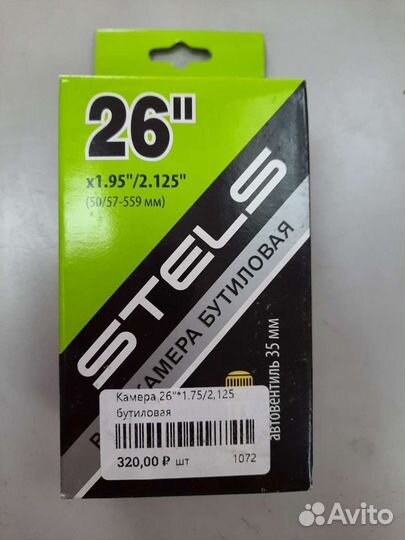 26"
x1.95"/2.125"
(50/57-559 мм)
STELS
КАМЕРА БУТИЛОВАЯ
автовентиль 35 мм
Камера 26"*1.75/2,125
бутиловая
320,00 ₽ шт 1072
Avito